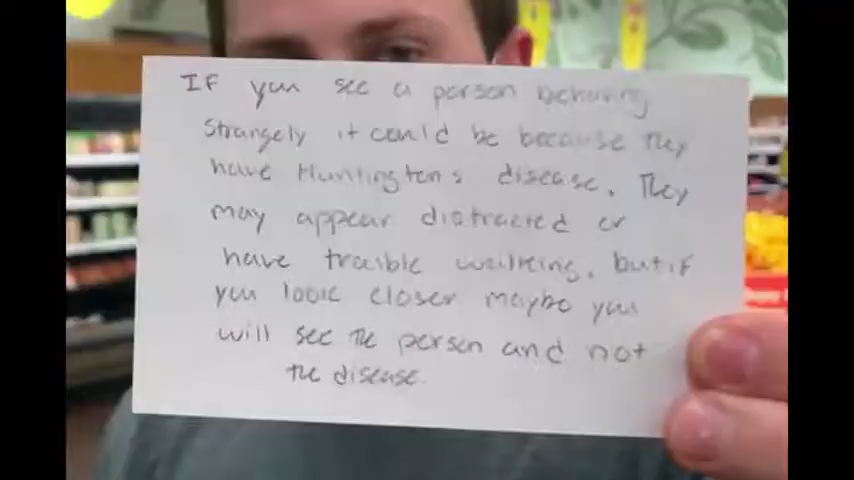 If you see a person behaving
strangely it could be because they
have Huntingtons disease. They
may appear distracted or
have trouble walking, but if
you look closer maybe you
will see the person and not
the disease.